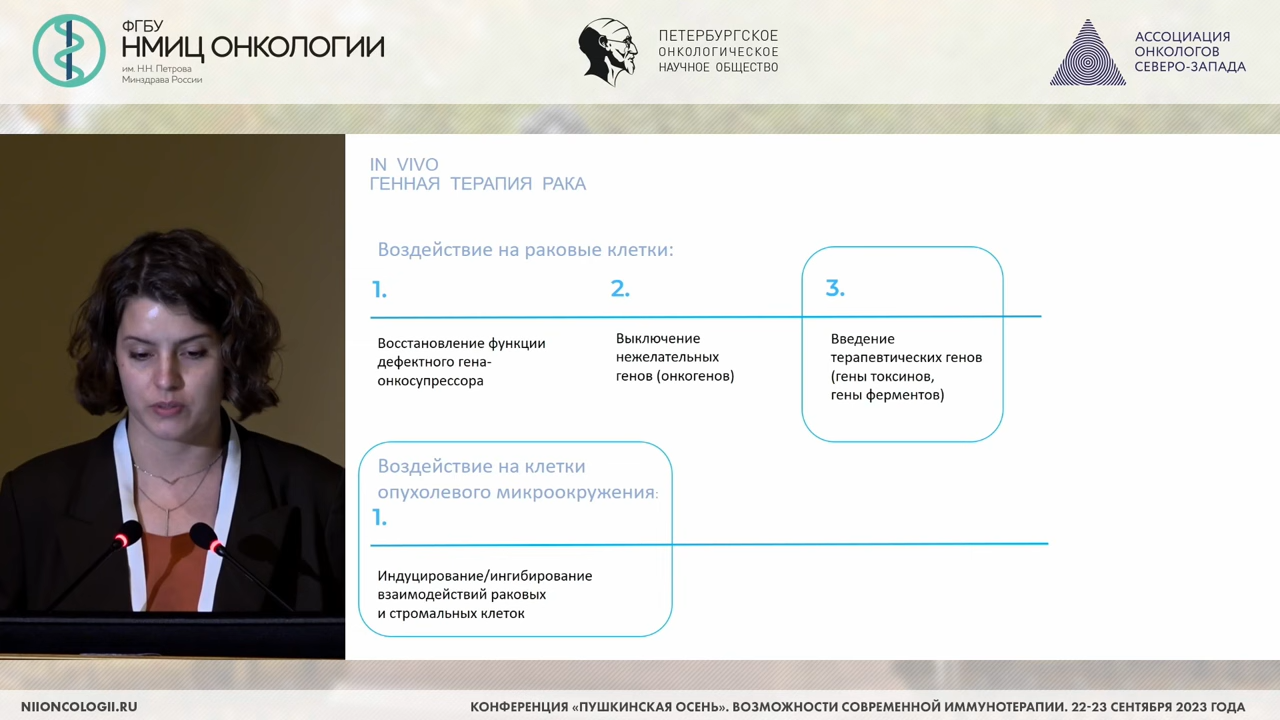 ФГБУ
НМИЦ ОНКОЛОГИИ
им. Н.Н. Петрова
Минздрава России
ПЕТЕРБУРГСКОЕ
ОНКОЛОГИЧЕСКОЕ
НАУЧНОЕ ОБЩЕСТВО
АССОЦИАЦИЯ
ОНКОЛОГОВ
СЕВЕРО-ЗАПАДА
IN VIVO
ГЕННАЯ ТЕРАПИЯ РАКА
Воздействие на раковые клетки:
1.
Восстановление функции
дефектного гена-
онкосупрессора
2.
Выключение
нежелательных
генов (онкогенов)
3.
Введение
терапевтических генов
(гены токсинов,
гены ферментов)
Воздействие на клетки
опухолевого микроокружения:
1.
Индуцирование/ингибирование
взаимодействий раковых
и стромальных клеток
NIIONCOLOGII.RU
КОНФЕРЕНЦИЯ «ПУШКИНСКАЯ ОСЕНЬ». ВОЗМОЖНОСТИ СОВРЕМЕННОЙ ИММУНОТЕРАПИИ. 22-23 СЕНТЯБРЯ 2023 ГОДА